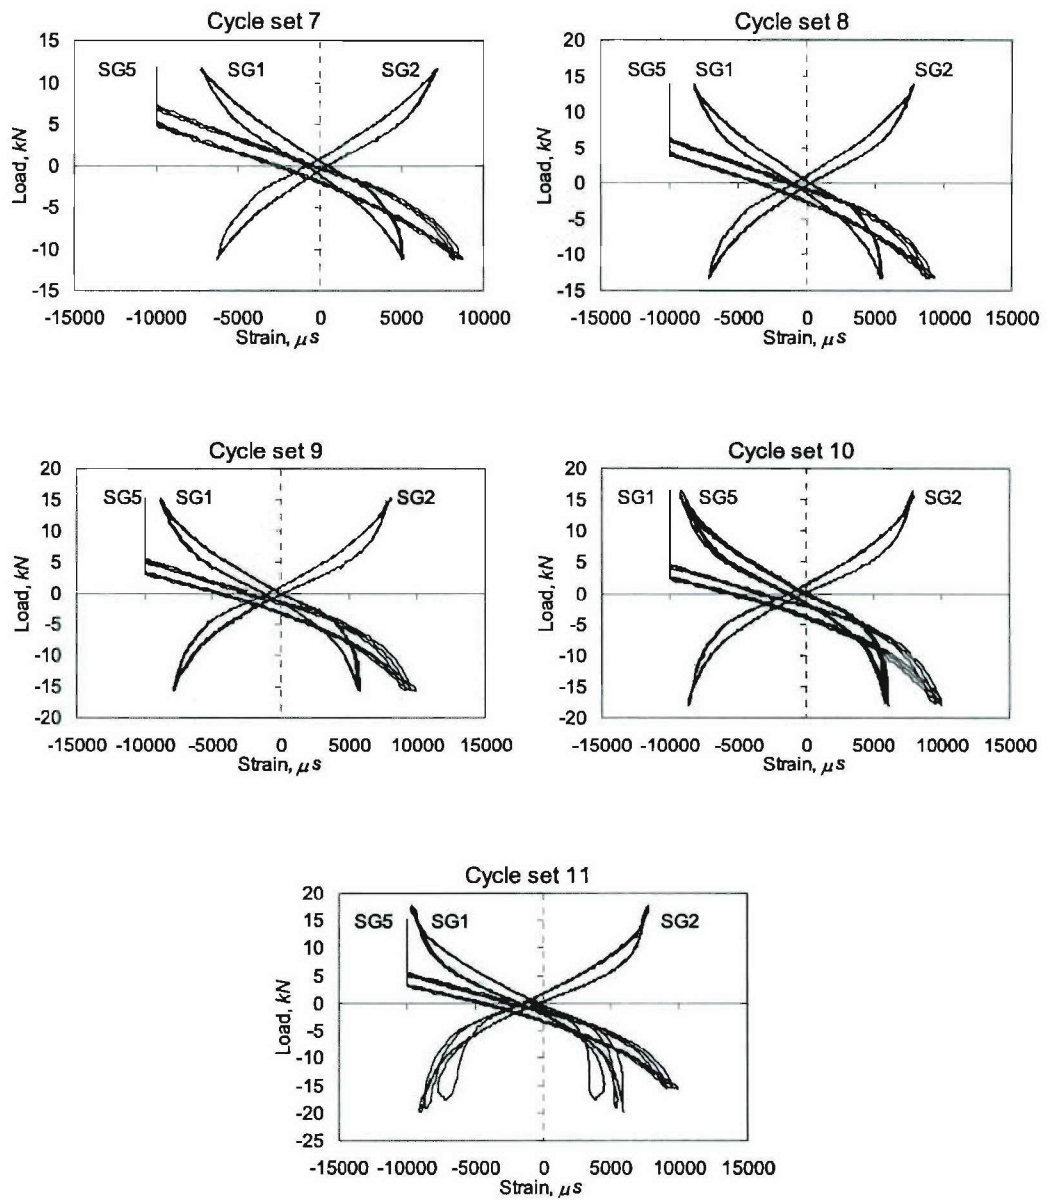 Cycle set 7
Cycle set 8
15
10
5
0
-5
-10
-15
Load, kN
SG5
SG1
SG2
-15000 -10000 -5000 0 5000 10000
Strain, μs
20
15
10
5
0
-5
-10
-15
Load, kN
SG5
SG1
SG2
-15000 -10000 -5000 0 5000 10000 15000
Strain, μs
Cycle set 9
Cycle set 10
20
15
10
5
0
-5
-10
-15
-20
Load, kN
SG5
SG1
SG2
-15000 -10000 -5000 0 5000 10000 15000
Strain, μs
20
15
10
5
0
-5
-10
-15
-20
Load, kN
SG1
SG5
SG2
-15000 -10000 -5000 0 5000 10000 15000
Strain, μs
Cycle set 11
20
15
10
5
0
-5
-10
-15
-20
-25
Load, kN
SG5
SG1
SG2
-15000 -10000 -5000 0 5000 10000 15000
Strain, μs